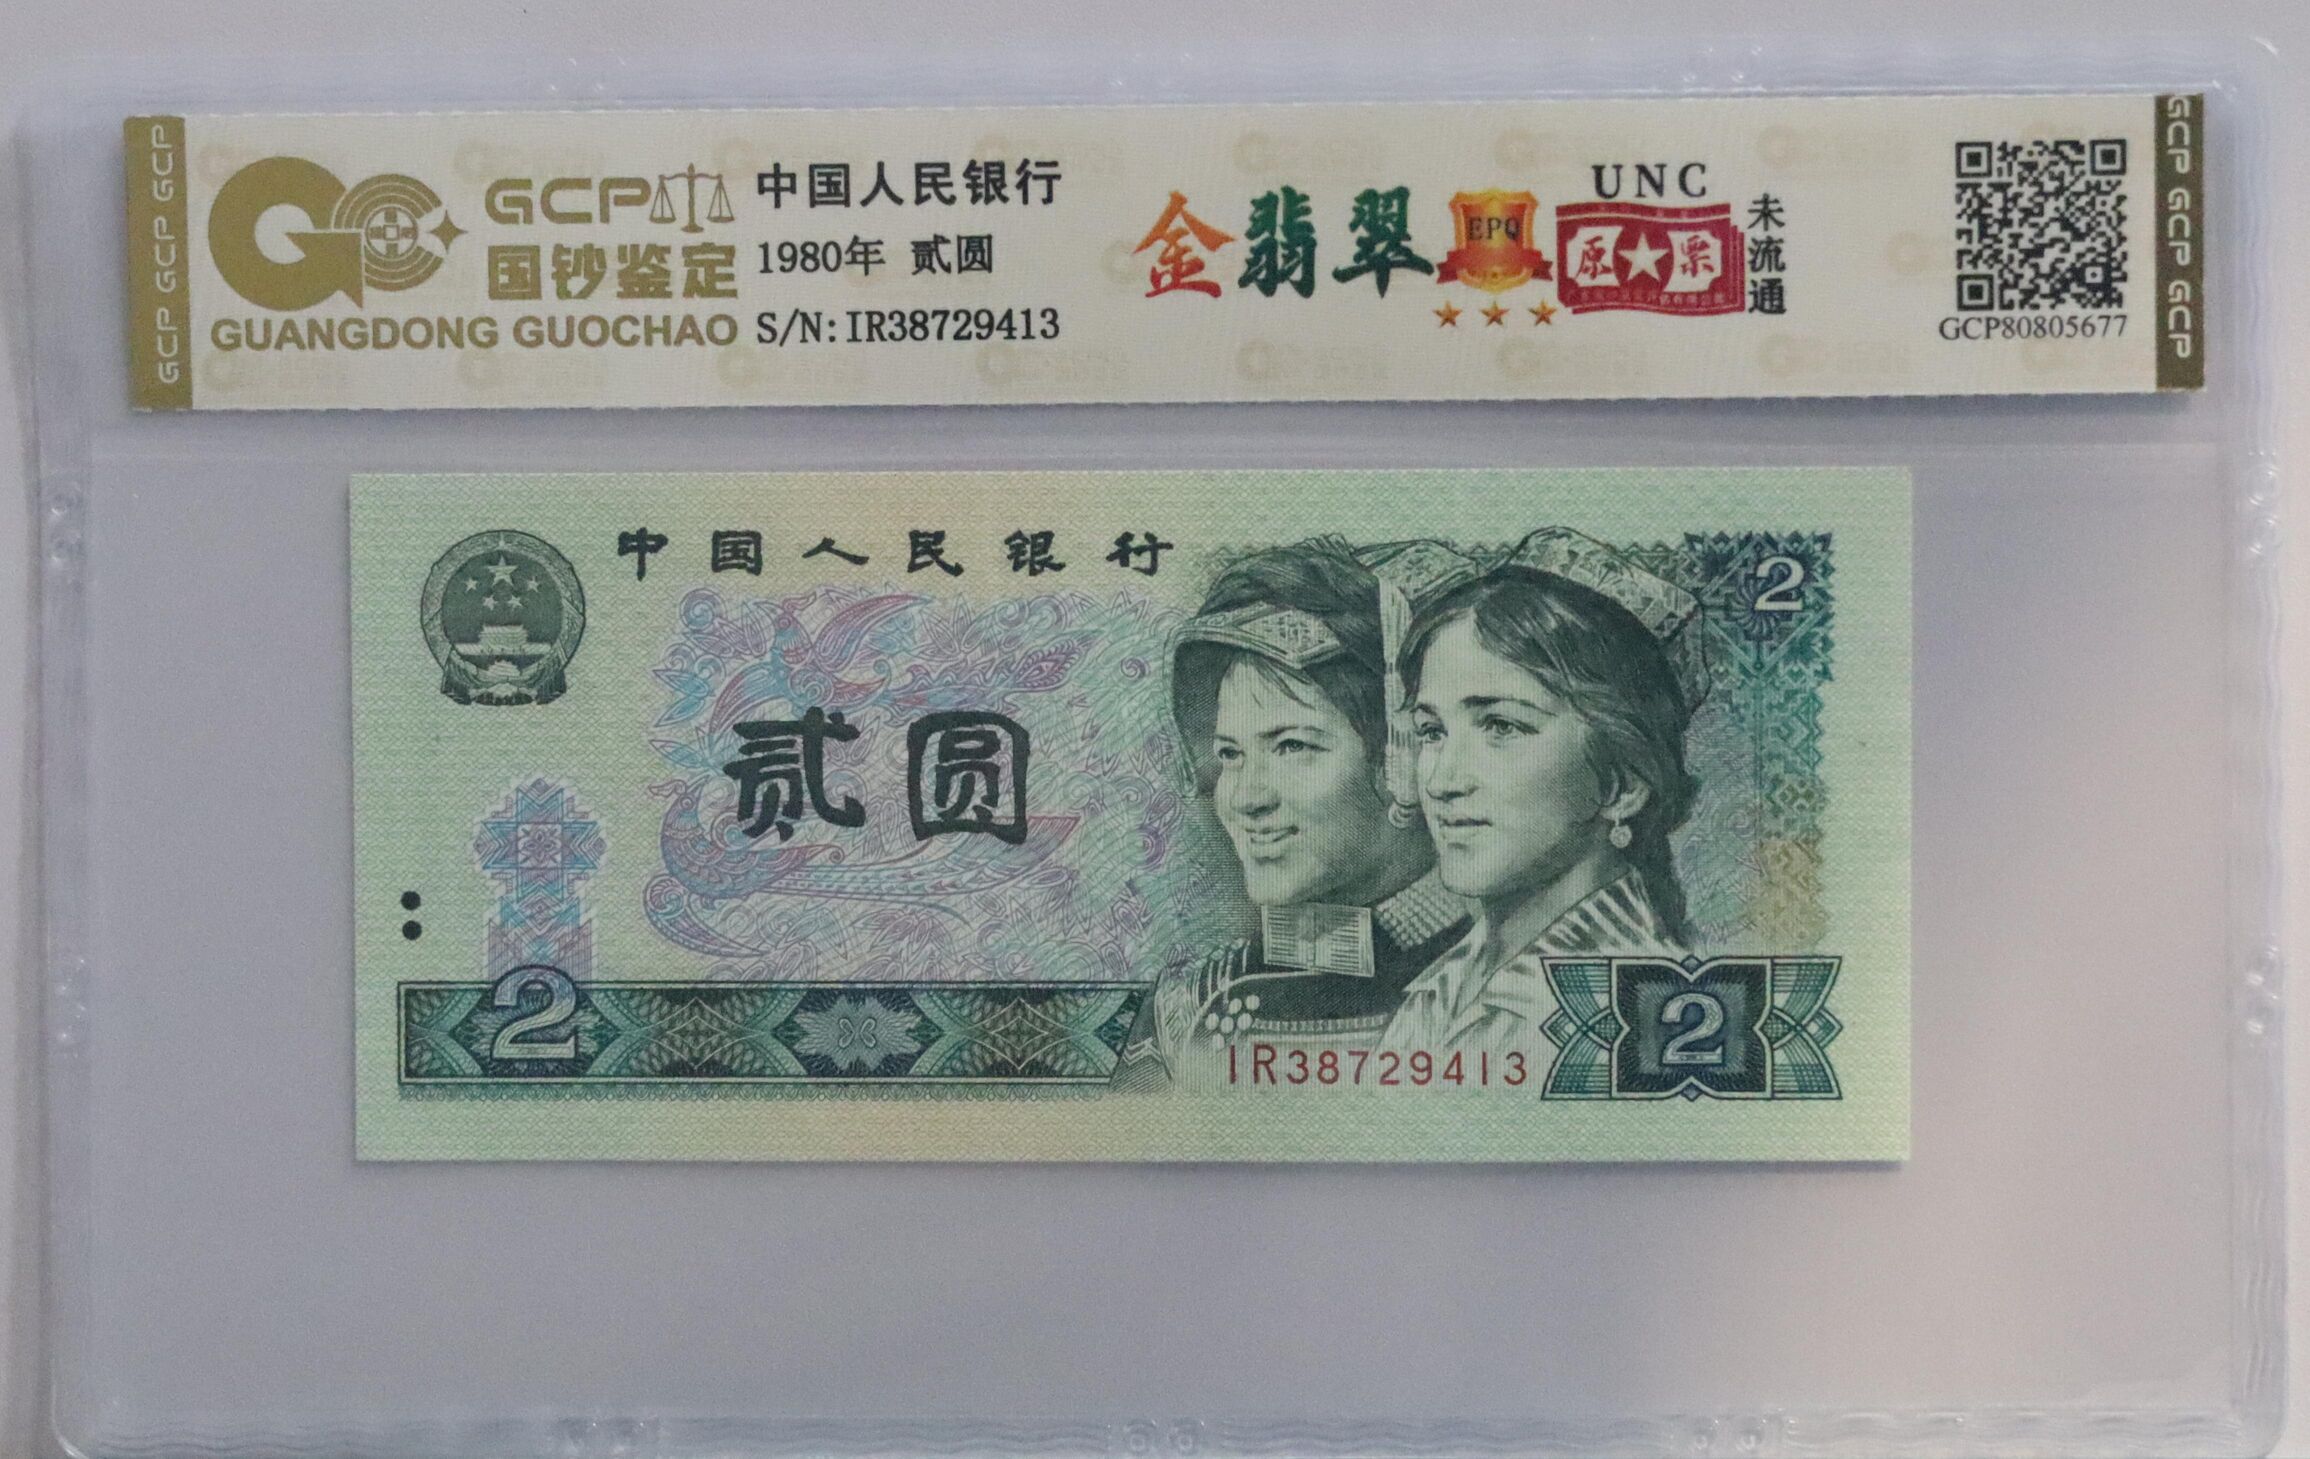 GCP GCP GCP
GCP
国钞鉴定
GUANGDONG GUOCHAO
中国人民银行
1980年 贰圆
S/N:IR38729413
金翡翠
EPQ
UNC
原★票
未流通
GCP80805677
GCP GCP GCP
中国人民银行
贰圆
2
2
2
IR38729413